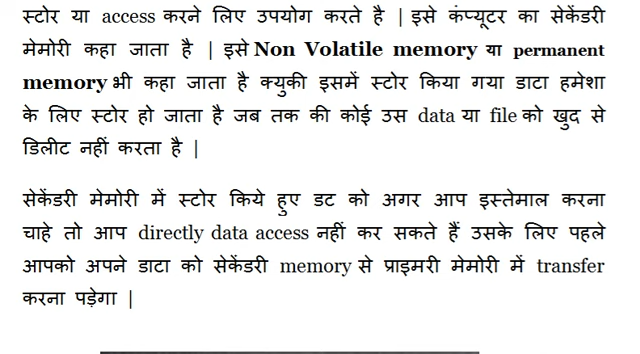 स्टोर या access करने लिए उपयोग करते है | इसे कंप्यूटर का सेकेंडरी
मेमोरी कहा जाता है | इसे Non Volatile memory या permanent
memory भी कहा जाता है क्युकी इसमें स्टोर किया गया डाटा हमेशा
के लिए स्टोर हो जाता है जब तक की कोई उस data या file को खुद से
डिलीट नहीं करता है |
सेकेंडरी मेमोरी में स्टोर किये हुए डट को अगर आप इस्तेमाल करना
चाहे तो आप directly data access नहीं कर सकते हैं उसके लिए पहले
आपको अपने डाटा को सेकेंडरी memory से प्राइमरी मेमोरी में transfer
करना पड़ेगा |